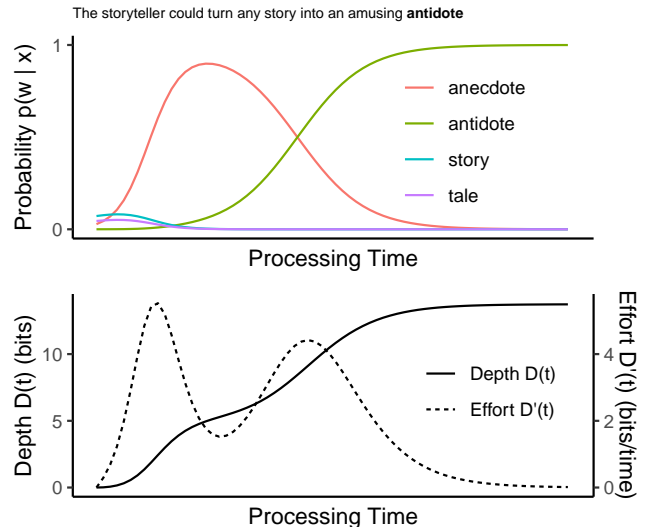 The storyteller could turn any story into an amusing antidote
Probability p(w | x)
1
0
anecdote
antidote
story
tale
Processing Time
Depth D(t) (bits)
10
5
0
Depth D(t)
Effort D'(t)
4
2
0
Effort D'(t) (bits/time)
Processing Time